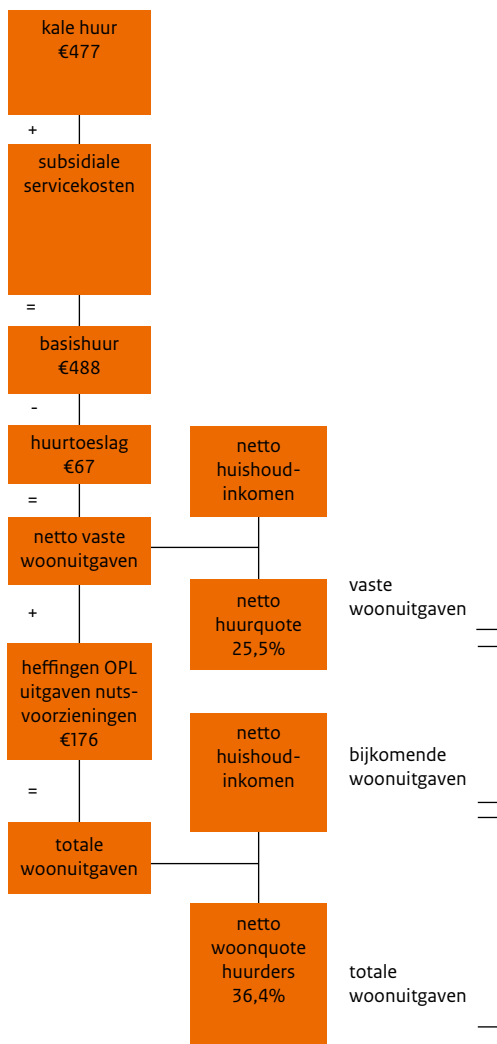 kale huur
€477
+
subsidiale
servicekosten
=
basishuur
€488
-
huurtoeslag
€67
=
netto vaste
woonuitgaven
netto
huishoud-
inkomen
netto
huurquote
25,5%
vaste
woonuitgaven
+
heffingen OPL
uitgaven nuts-
voorzieningen
€176
=
totale
woonuitgaven
netto
huishoud-
inkomen
bijkomende
woonuitgaven
netto
woonquote
huurders
36,4%
totale
woonuitgaven